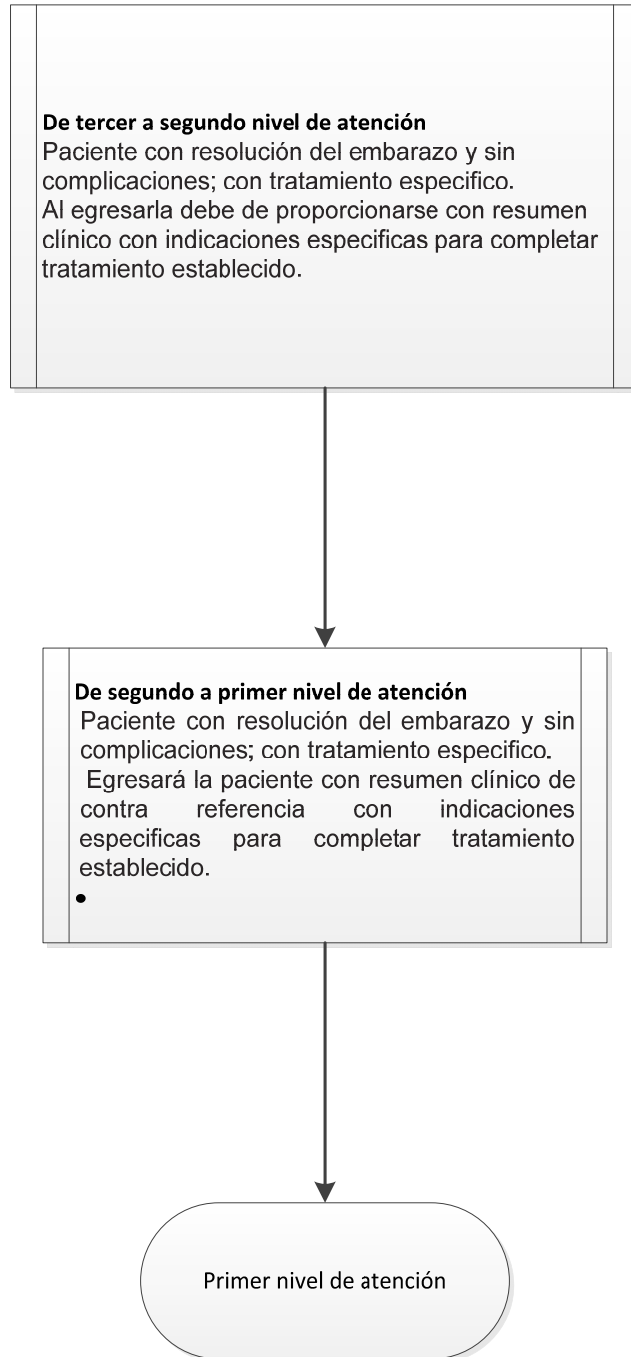 De tercer a segundo nivel de atención
Paciente con resolución del embarazo y sin
complicaciones; con tratamiento especifico.
Al egresarla debe de proporcionarse con resumen
clínico con indicaciones especificas para completar
tratamiento establecido.
De segundo a primer nivel de atención
Paciente con resolución del embarazo y sin
complicaciones; con tratamiento especifico.
Egresará la paciente con resumen clínico de
contra referencia con indicaciones
especificas para completar tratamiento
establecido.
•
Primer nivel de atención